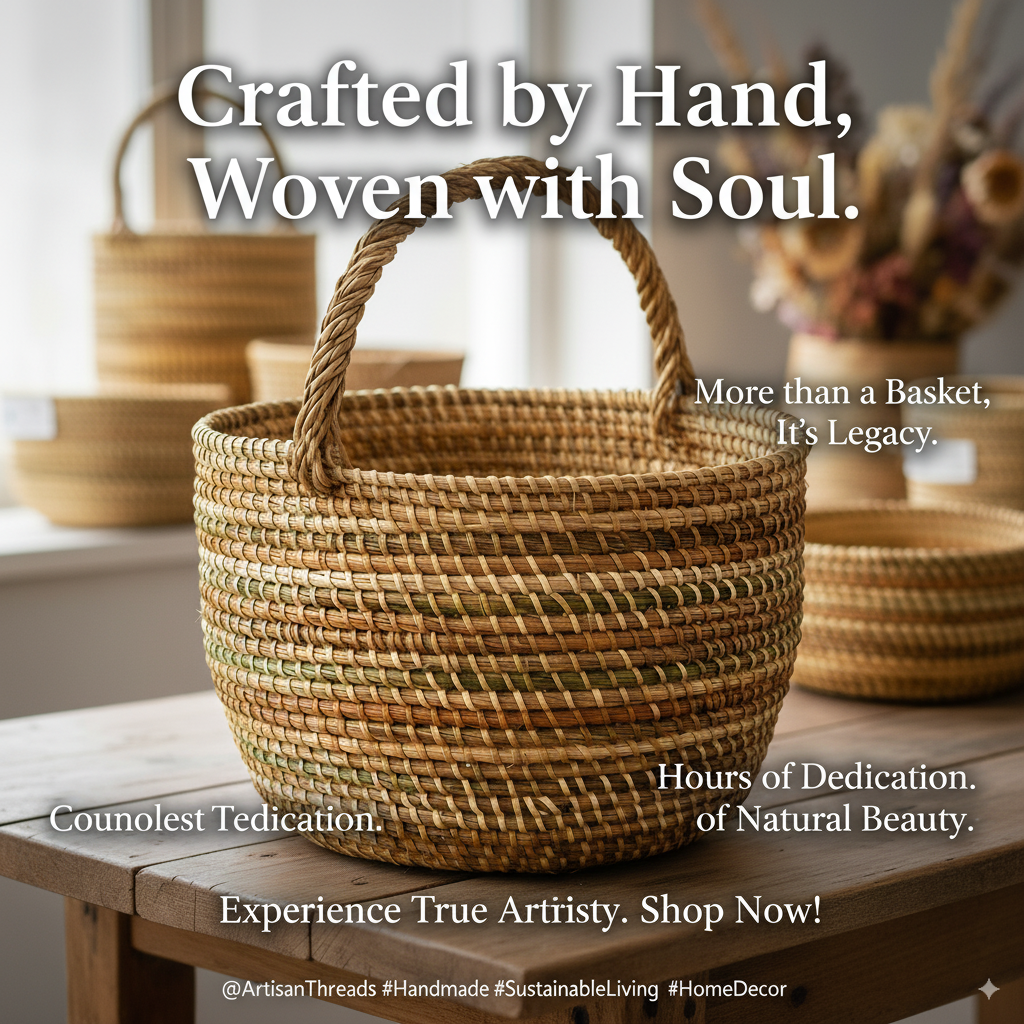 Crafted by Hand,
Woven with Soul.
More than a Basket,
It's Legacy.
Hours of Dedication.
of Natural Beauty.
Counolest Tedication.
Experience True Artristy. Shop Now!
@ArtisanThreads #Handmade #SustainableLiving #HomeDecor